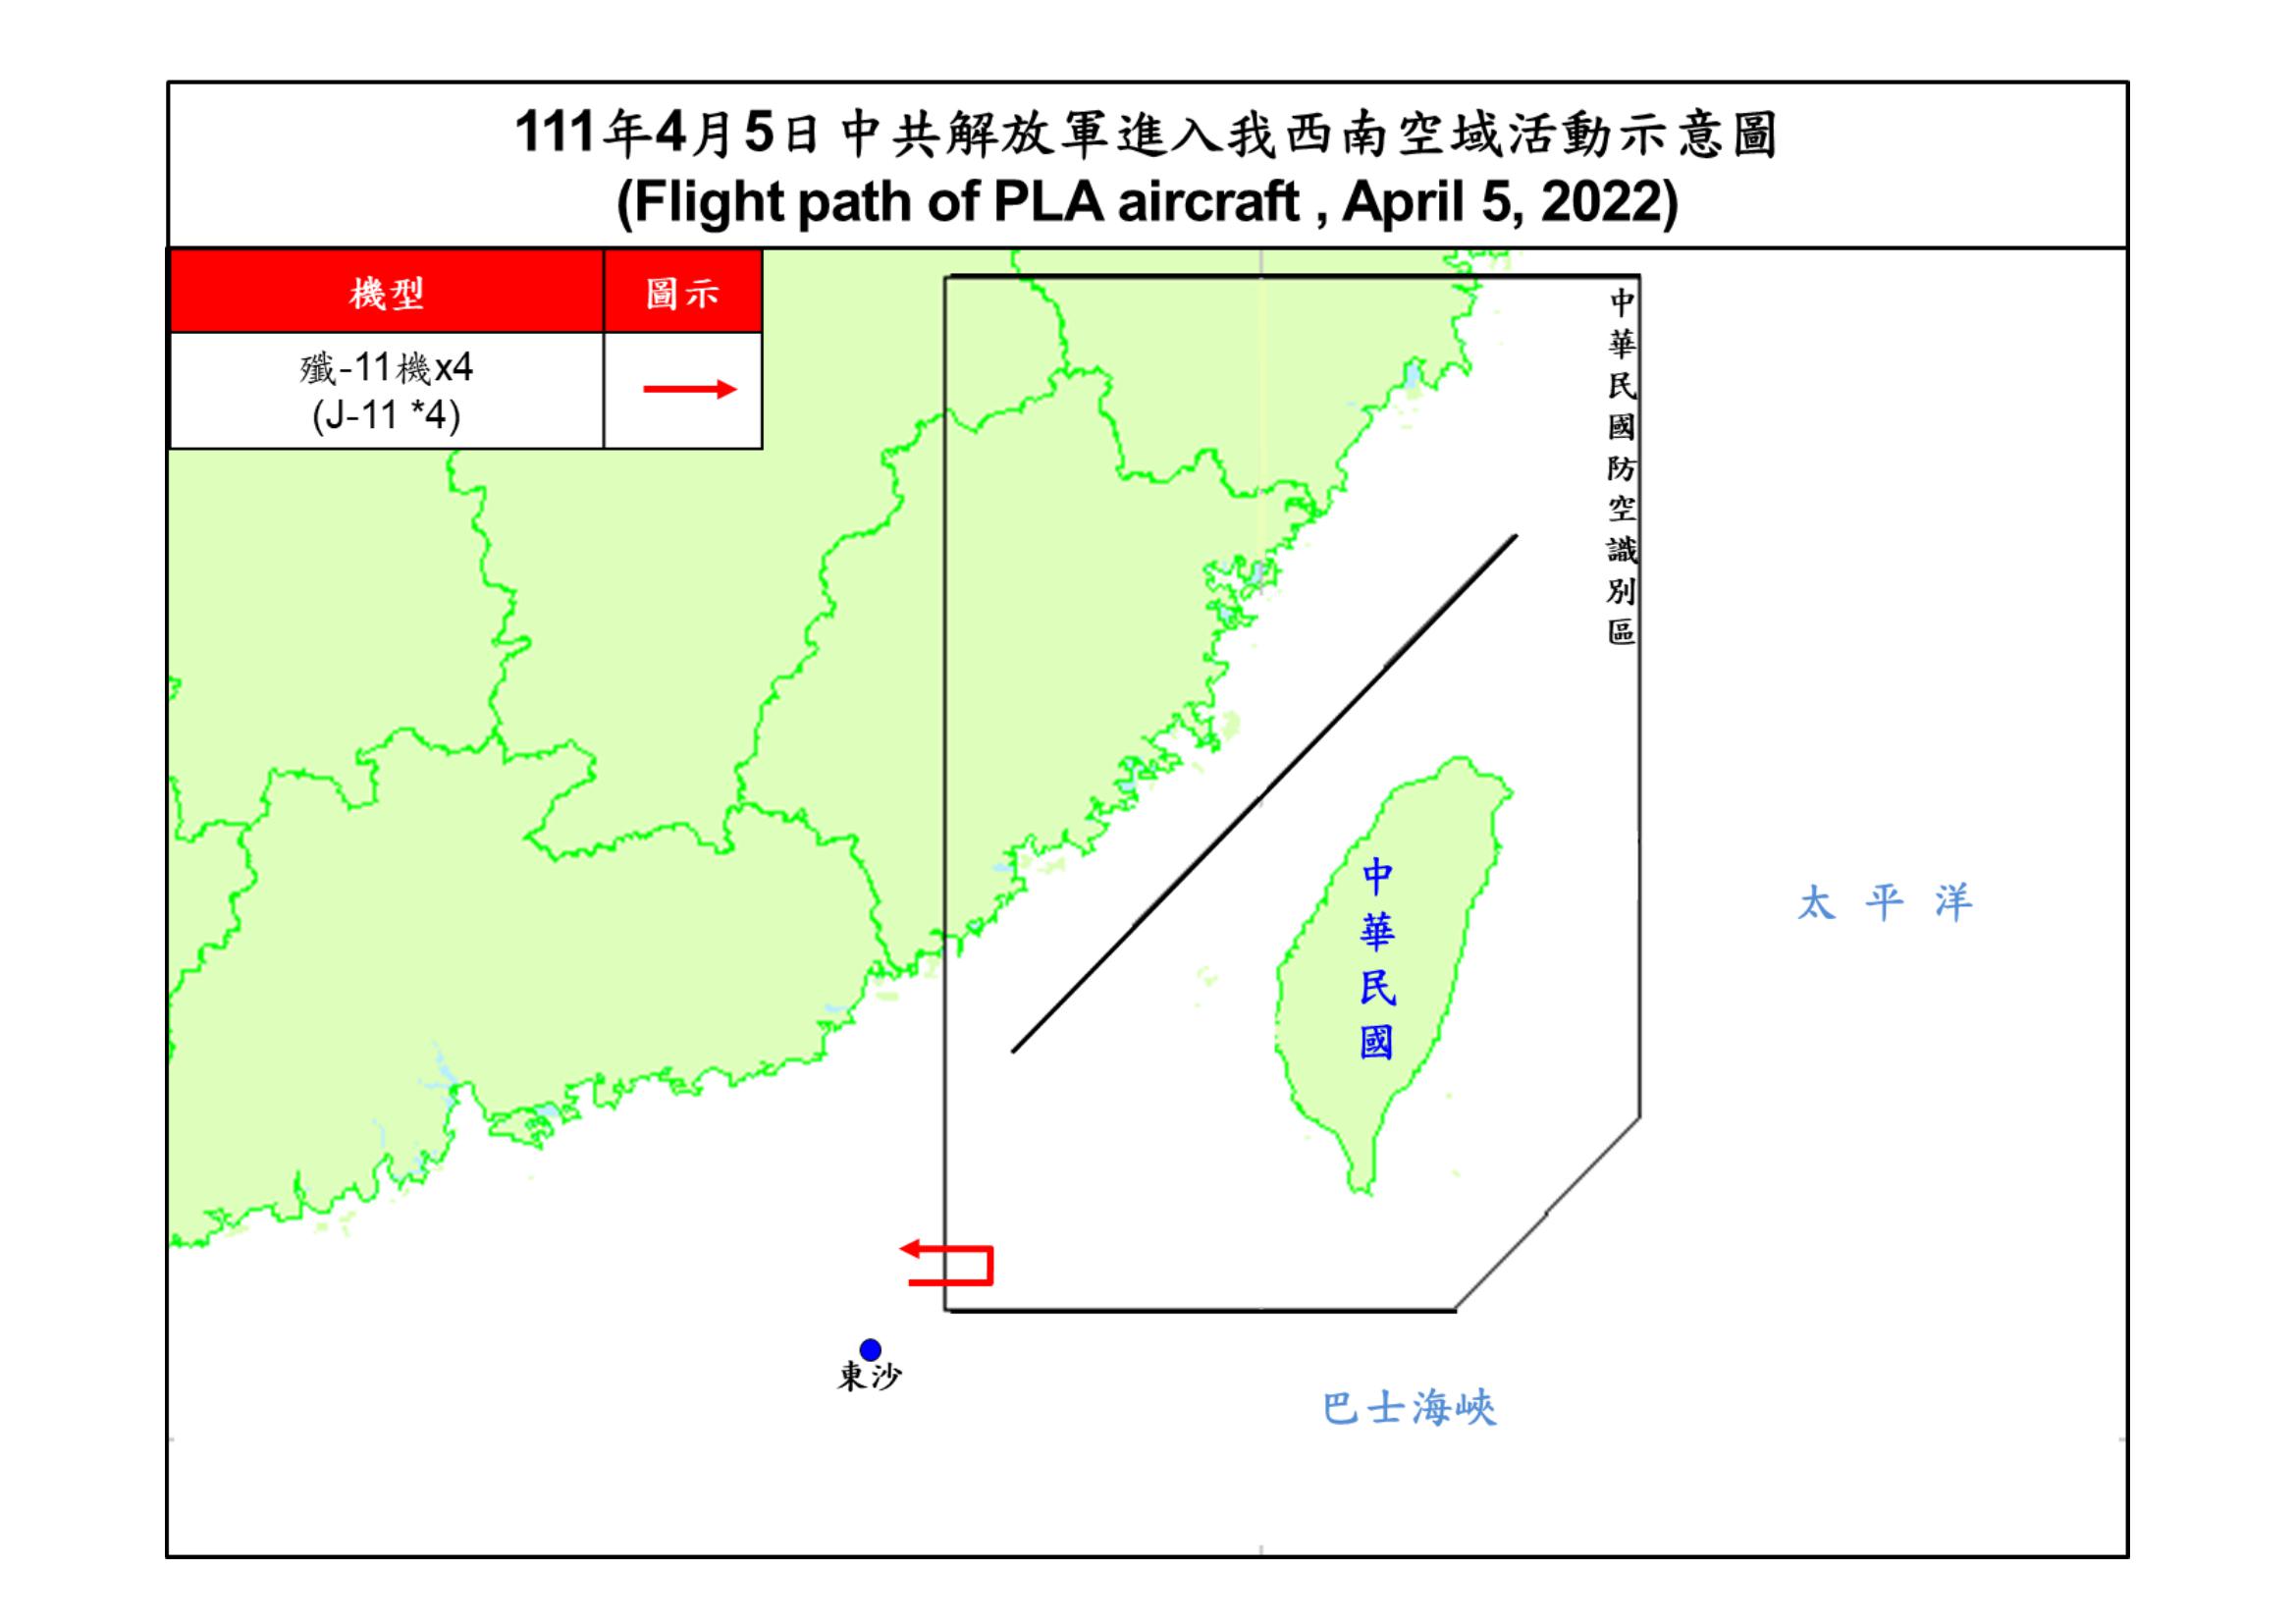 111年4月5日中共解放軍進入我西南空域活動示意圖
(Flight path of PLA aircraft , April 5, 2022)
機型 圖示
殲-11機x4
(J-11 *4)
中華民國防空識別區
中華民國
太平洋
東沙
巴士海峽